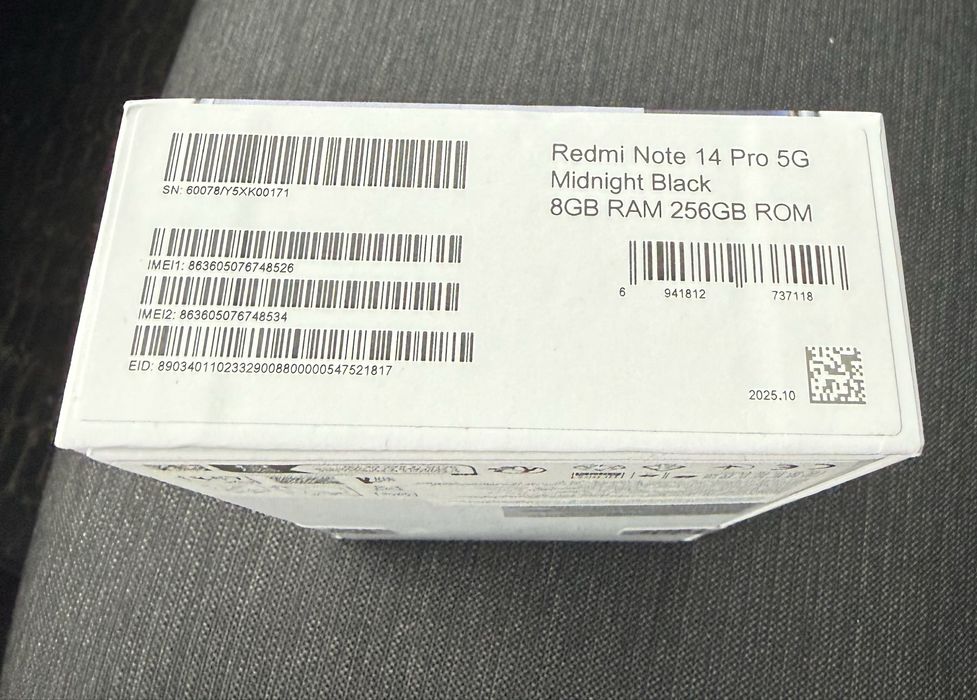 SN: 60078/Y5XK00171
IMEI1: 863605076748526
IMEI2: 863605076748534
EID: 89034011023329008800000547521817
Redmi Note 14 Pro 5G
Midnight Black
8GB RAM 256GB ROM
6 941812 737118
2025.10